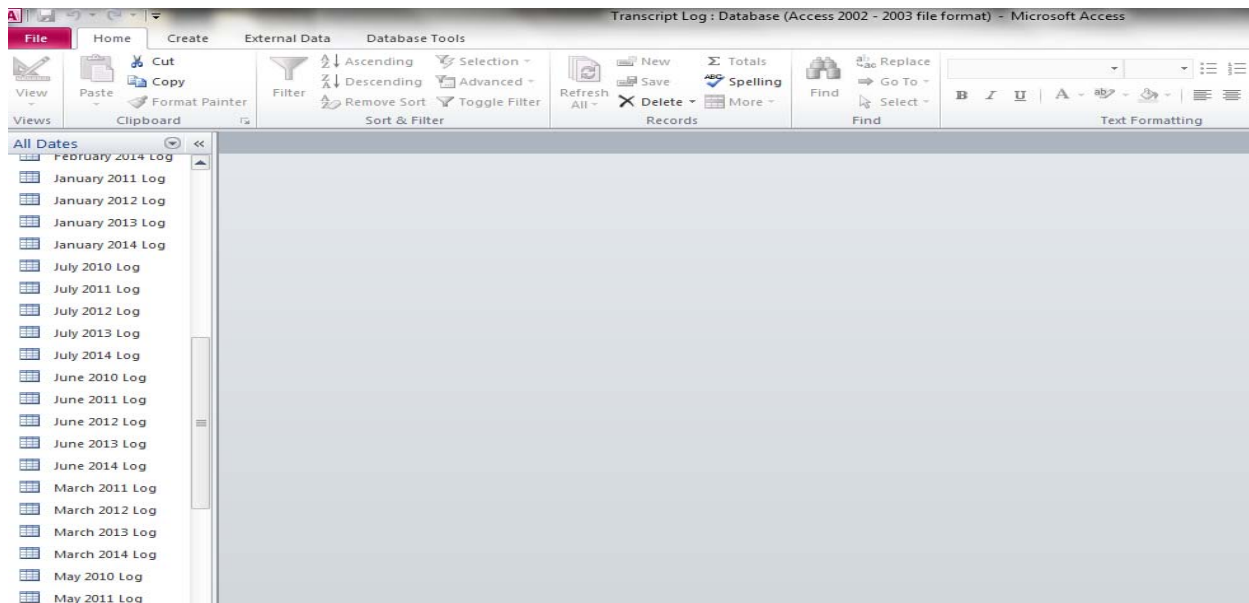 A
Transcript Log : Database (Access 2002 - 2003 file format) - Microsoft Access
File Home Create External Data Database Tools
View
Views
Paste
Cut
Copy
Format Painter
Clipboard
Filter
Ascending
Descending
Remove Sort
Selection
Advanced
Toggle Filter
Sort & Filter
Refresh
All
New
Save
Delete
Totals
Spelling
More
Records
Find
Replace
Go To
Select
Find
B I U A ab
Text Formatting
All Dates
February 2014 Log
January 2011 Log
January 2012 Log
January 2013 Log
January 2014 Log
July 2010 Log
July 2011 Log
July 2012 Log
July 2013 Log
July 2014 Log
June 2010 Log
June 2011 Log
June 2012 Log
June 2013 Log
June 2014 Log
March 2011 Log
March 2012 Log
March 2013 Log
March 2014 Log
May 2010 Log
May 2011 Log